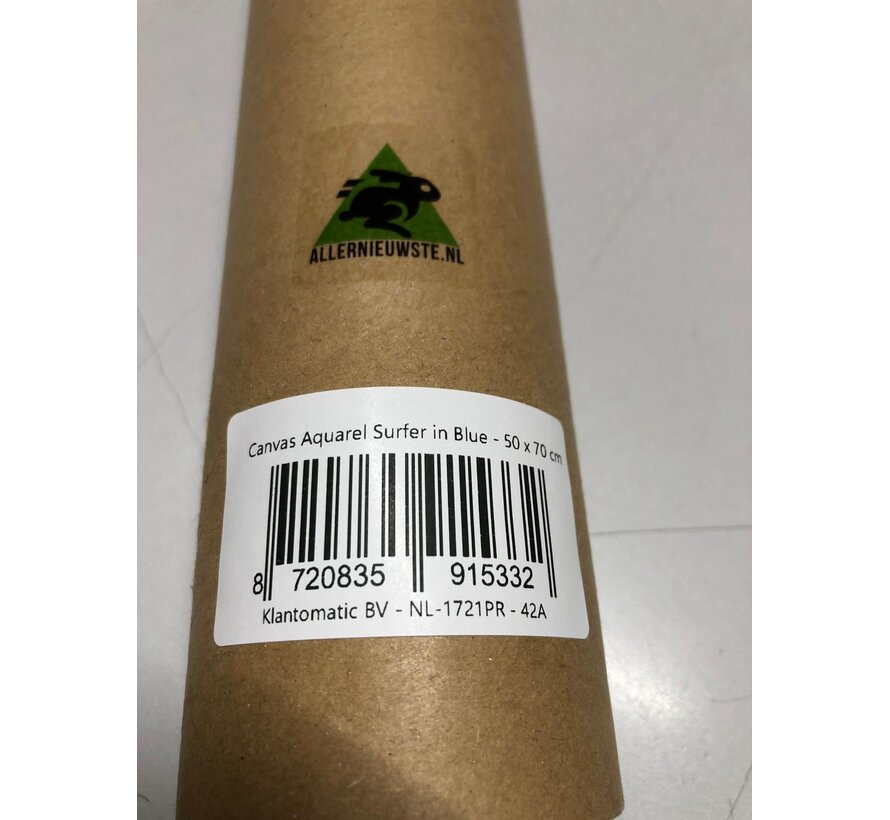 ALLERNIEUWSTE.NL
Canvas Aquarel Surfer in Blue - 50 x 70 cm
8 720835 915332
Klantomatic BV - NL-1721PR - 42A